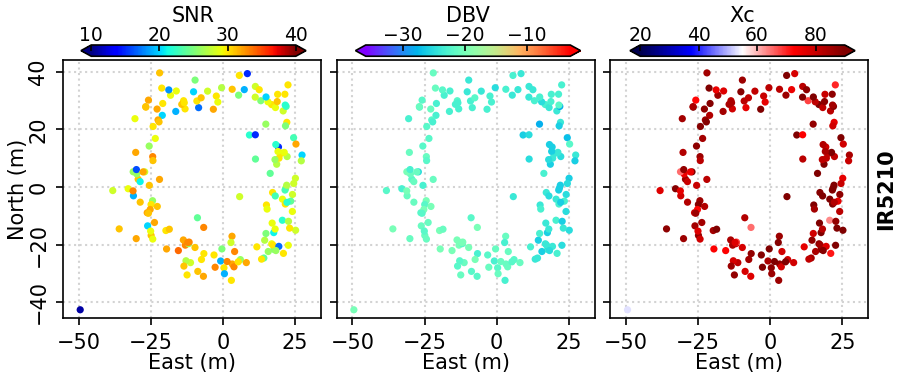 SNR DBV Xc
10 20 30 40 −30 −20 −10 20 40 60 80
40
20
0
−20
−40
North (m)
−50 −25 0 25 −50 −25 0 25 −50 −25 0 25
East (m) East (m) East (m)
IR5210